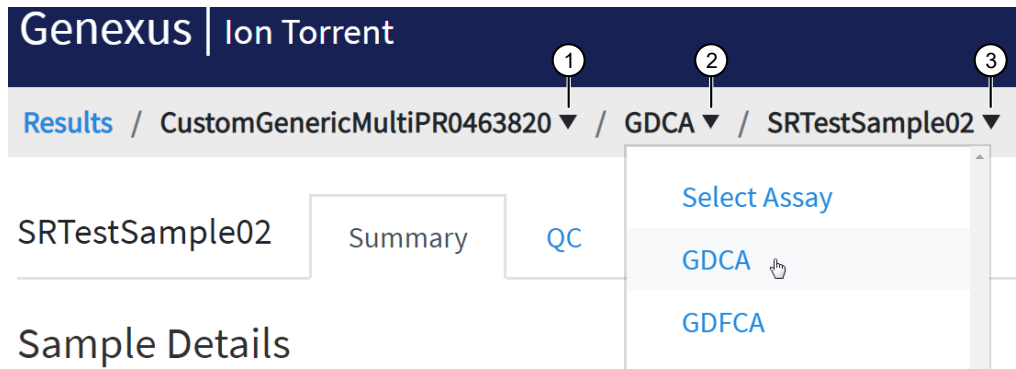 Genexus | Ion Torrent
1 2 3
Results / CustomGenericMultiPR0463820 ▼ / GDCA ▼ / SRTestSample02 ▼
Select Assay
SRTestSample02 Summary QC
GDCA
GDFCA
Sample Details